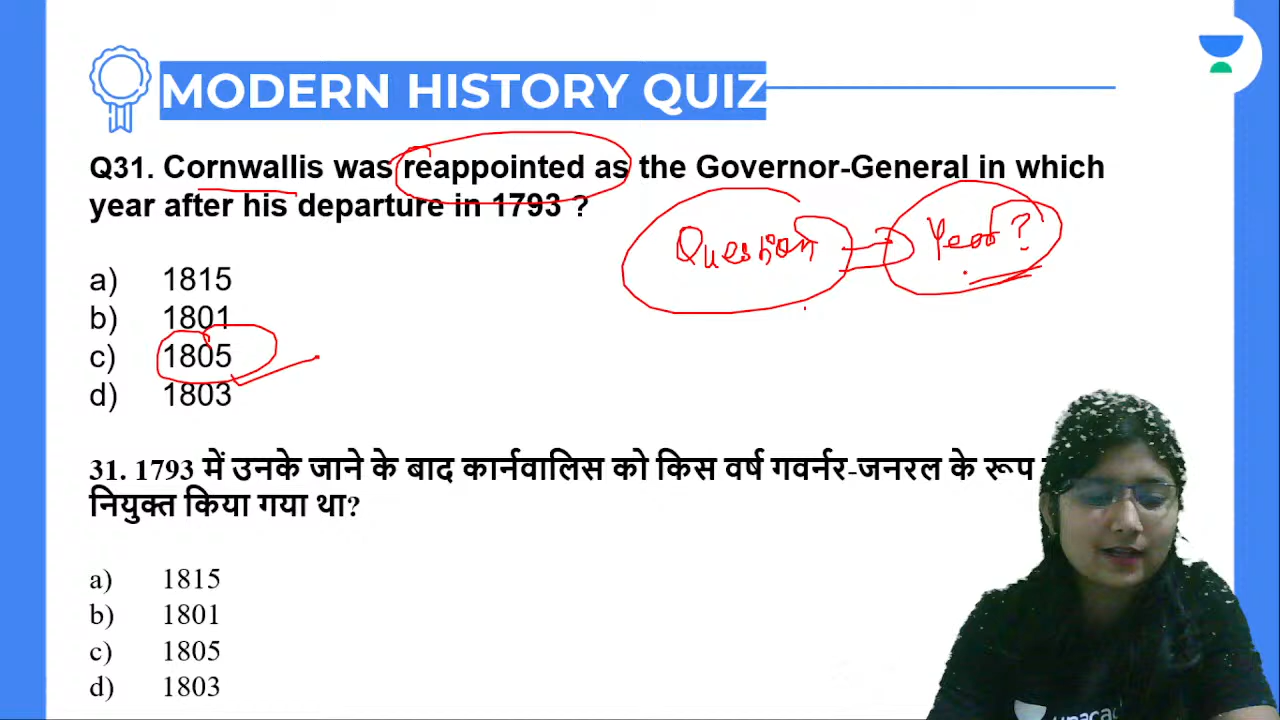 MODERN HISTORY QUIZ
Q31. Cornwallis was reappointed as the Governor-General in which
year after his departure in 1793 ?
Question = Year?
a) 1815
b) 1801
c) 1805
d) 1803
31. 1793 में उनके जाने के बाद कार्नवालिस को किस वर्ष गवर्नर-जनरल के रूप
नियुक्त किया गया था?
a) 1815
b) 1801
c) 1805
d) 1803